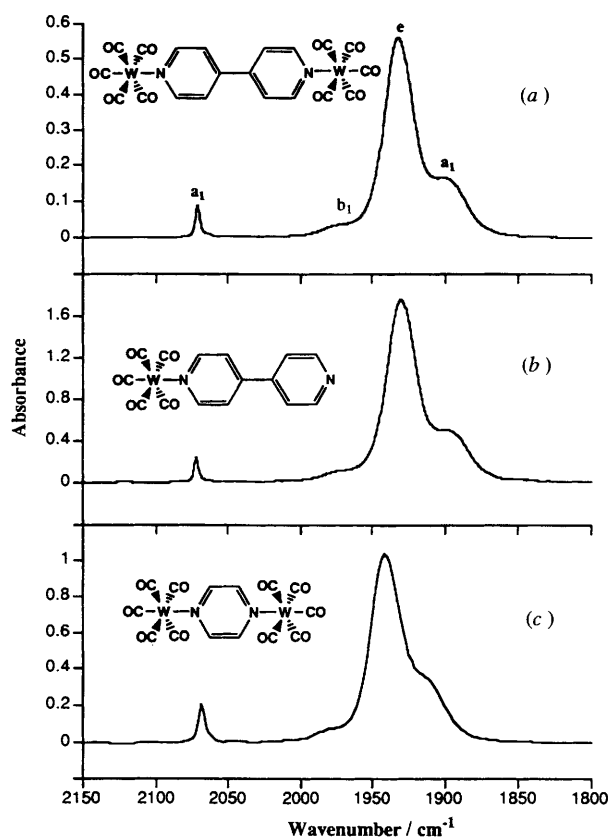 0.6
0.5
0.4
0.3
0.2
0.1
0
e
a₁
b₁
a₁
(a)
CO CO CO CO
OC W N N W CO
OC CO OC CO
1.6
1.2
0.8
0.4
0
(b)
OC CO
OC W N N
OC CO
1
0.8
0.6
0.4
0.2
0
(c)
OC CO OC CO
OC W N N W CO
OC CO OC CO
Absorbance
2150 2100 2050 2000 1950 1900 1850 1800
Wavenumber / cm⁻¹